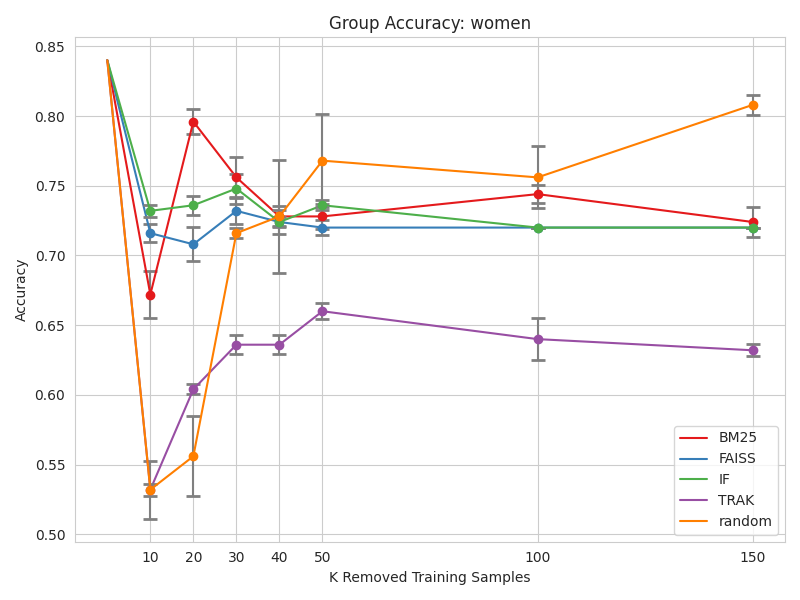 Group Accuracy: women
Accuracy
0.85
0.80
0.75
0.70
0.65
0.60
0.55
0.50
10 20 30 40 50 100 150
K Removed Training Samples
BM25
FAISS
IF
TRAK
random